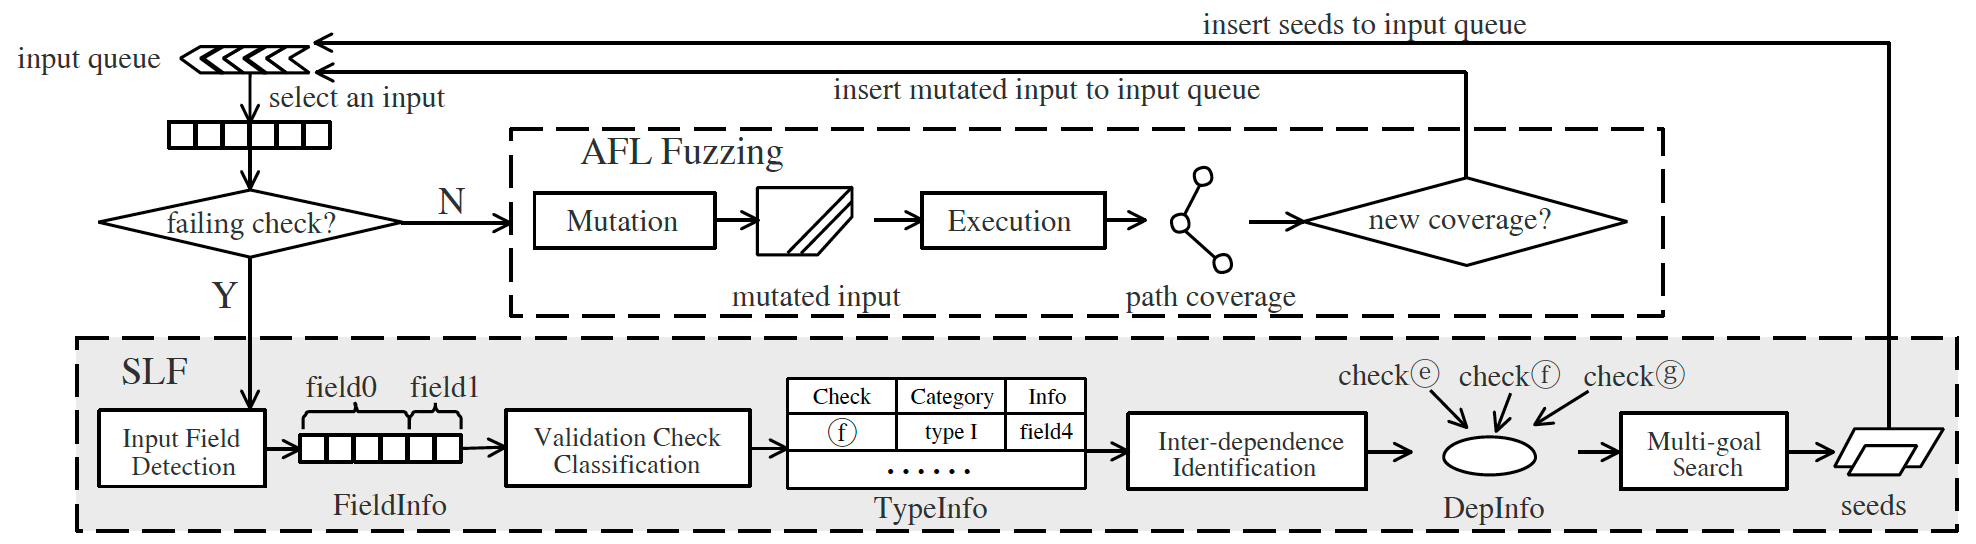 insert seeds to input queue
input queue
insert mutated input to input queue
select an input
AFL Fuzzing
failing check?
N
Mutation
Execution
new coverage?
mutated input
path coverage
Y
SLF
field0
field1
Input Field
Detection
FieldInfo
Validation Check
Classification
Check
Category
Info
ⓕ
type I
field4
......
TypeInfo
Inter-dependence
Identification
checkⓔ
checkⓕ
checkⓖ
DepInfo
Multi-goal
Search
seeds